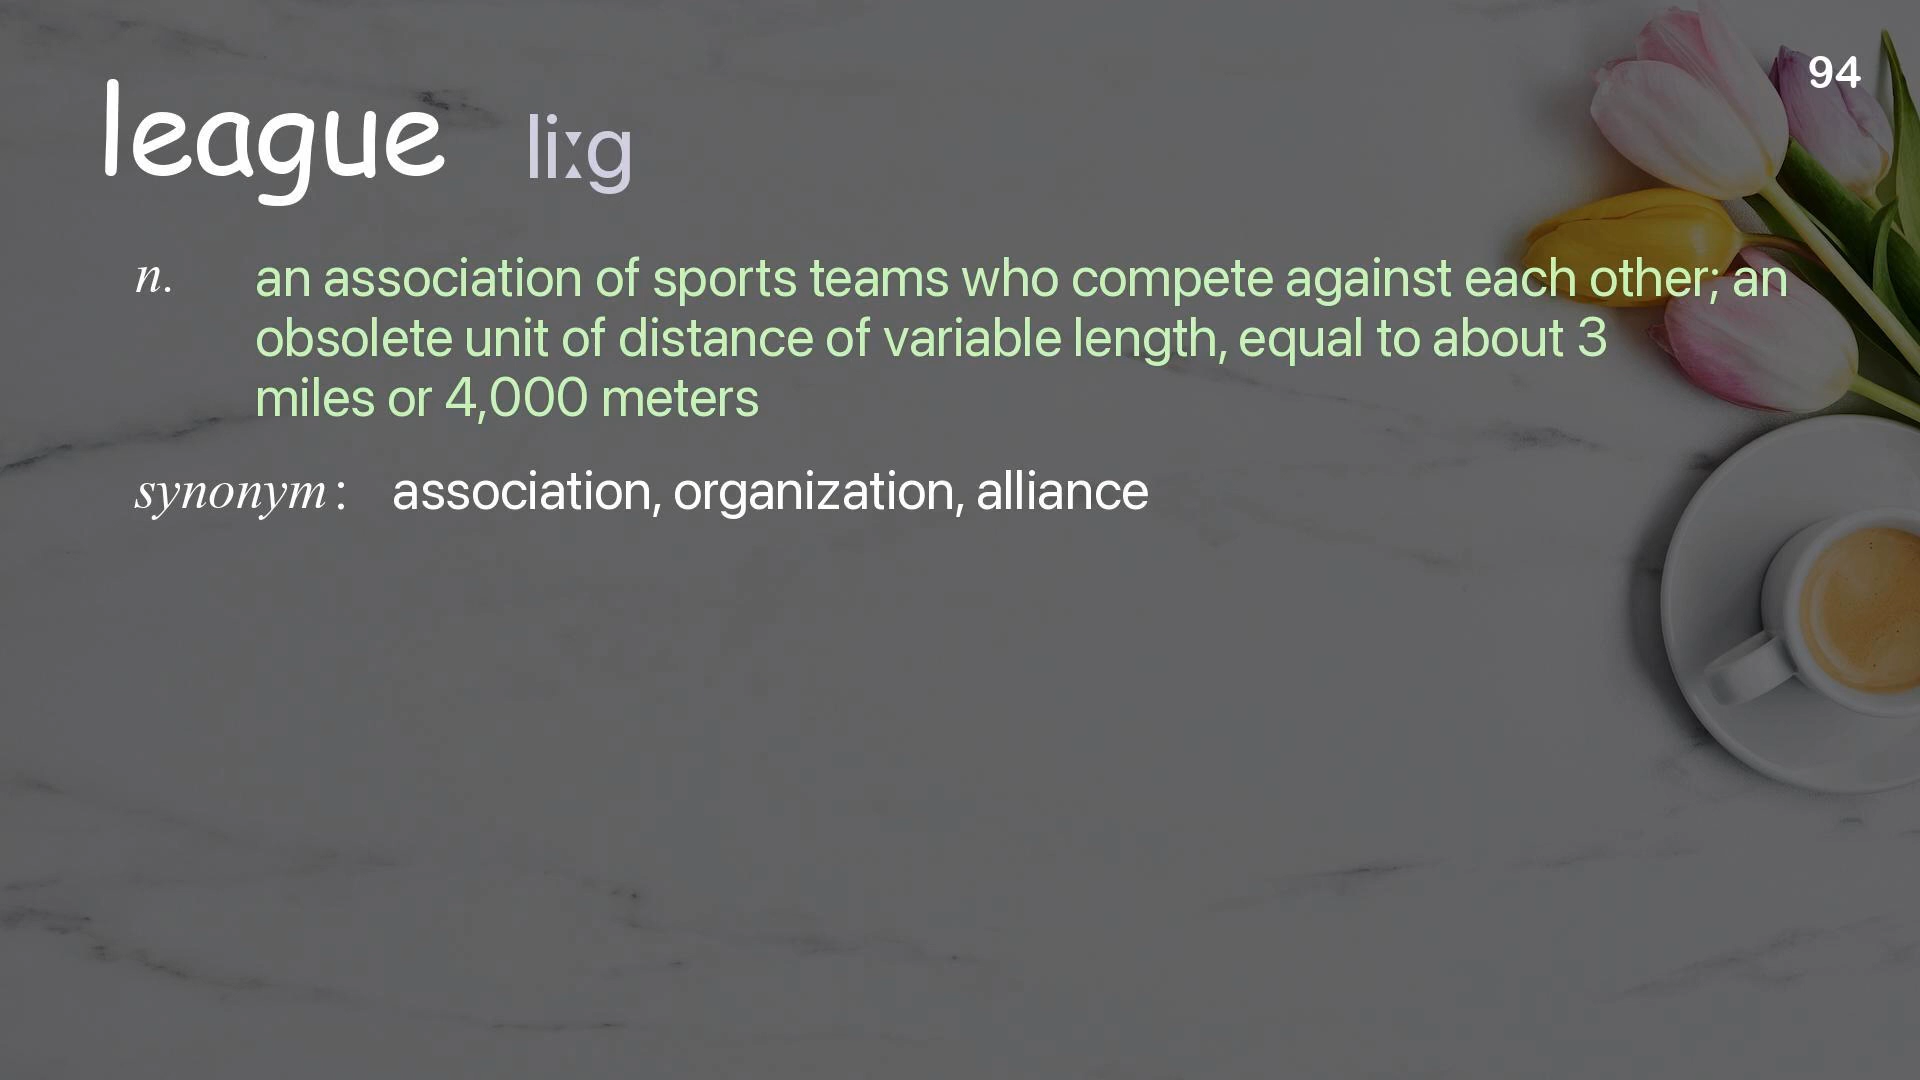 94
league liːg
n. an association of sports teams who compete against each other; an
obsolete unit of distance of variable length, equal to about 3
miles or 4,000 meters
synonym: association, organization, alliance